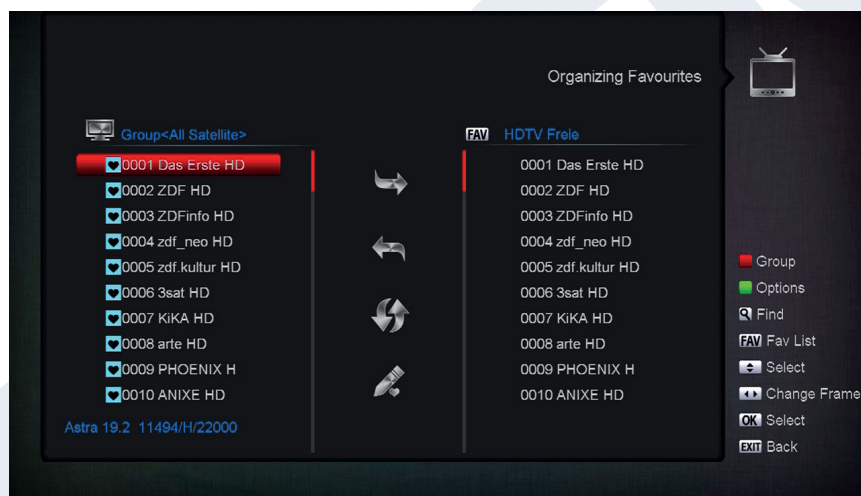 Organizing Favourites
Group<All Satellite>
0001 Das Erste HD
0002 ZDF HD
0003 ZDFinfo HD
0004 zdf_neo HD
0005 zdf.kultur HD
0006 3sat HD
0007 KiKA HD
0008 arte HD
0009 PHOENIX H
0010 ANIXE HD
Astra 19.2 11494/H/22000
FAV HDTV Freie
0001 Das Erste HD
0002 ZDF HD
0003 ZDFinfo HD
0004 zdf_neo HD
0005 zdf.kultur HD
0006 3sat HD
0007 KiKA HD
0008 arte HD
0009 PHOENIX H
0010 ANIXE HD
Group
Options
Find
FAV Fav List
Select
Change Frame
OK Select
EXIT Back